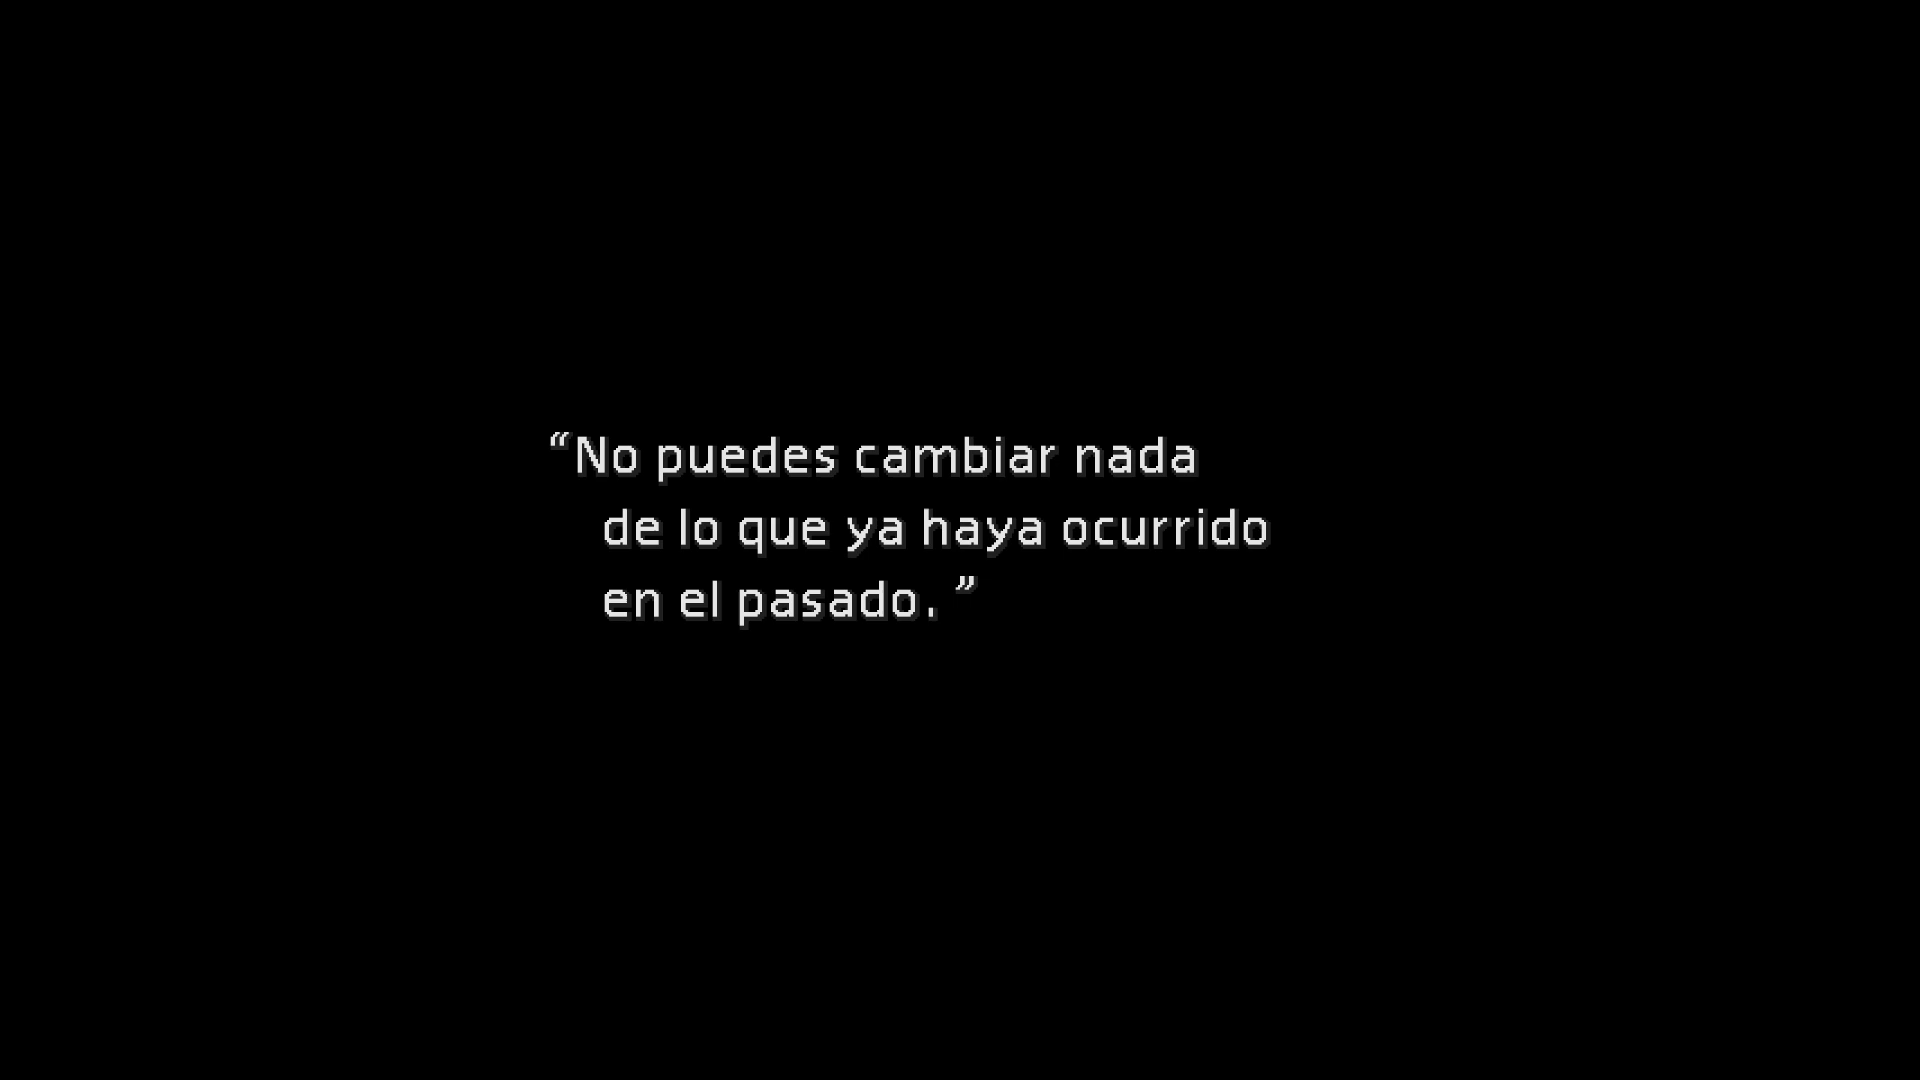 “No puedes cambiar nada
de lo que ya haya ocurrido
en el pasado. ”